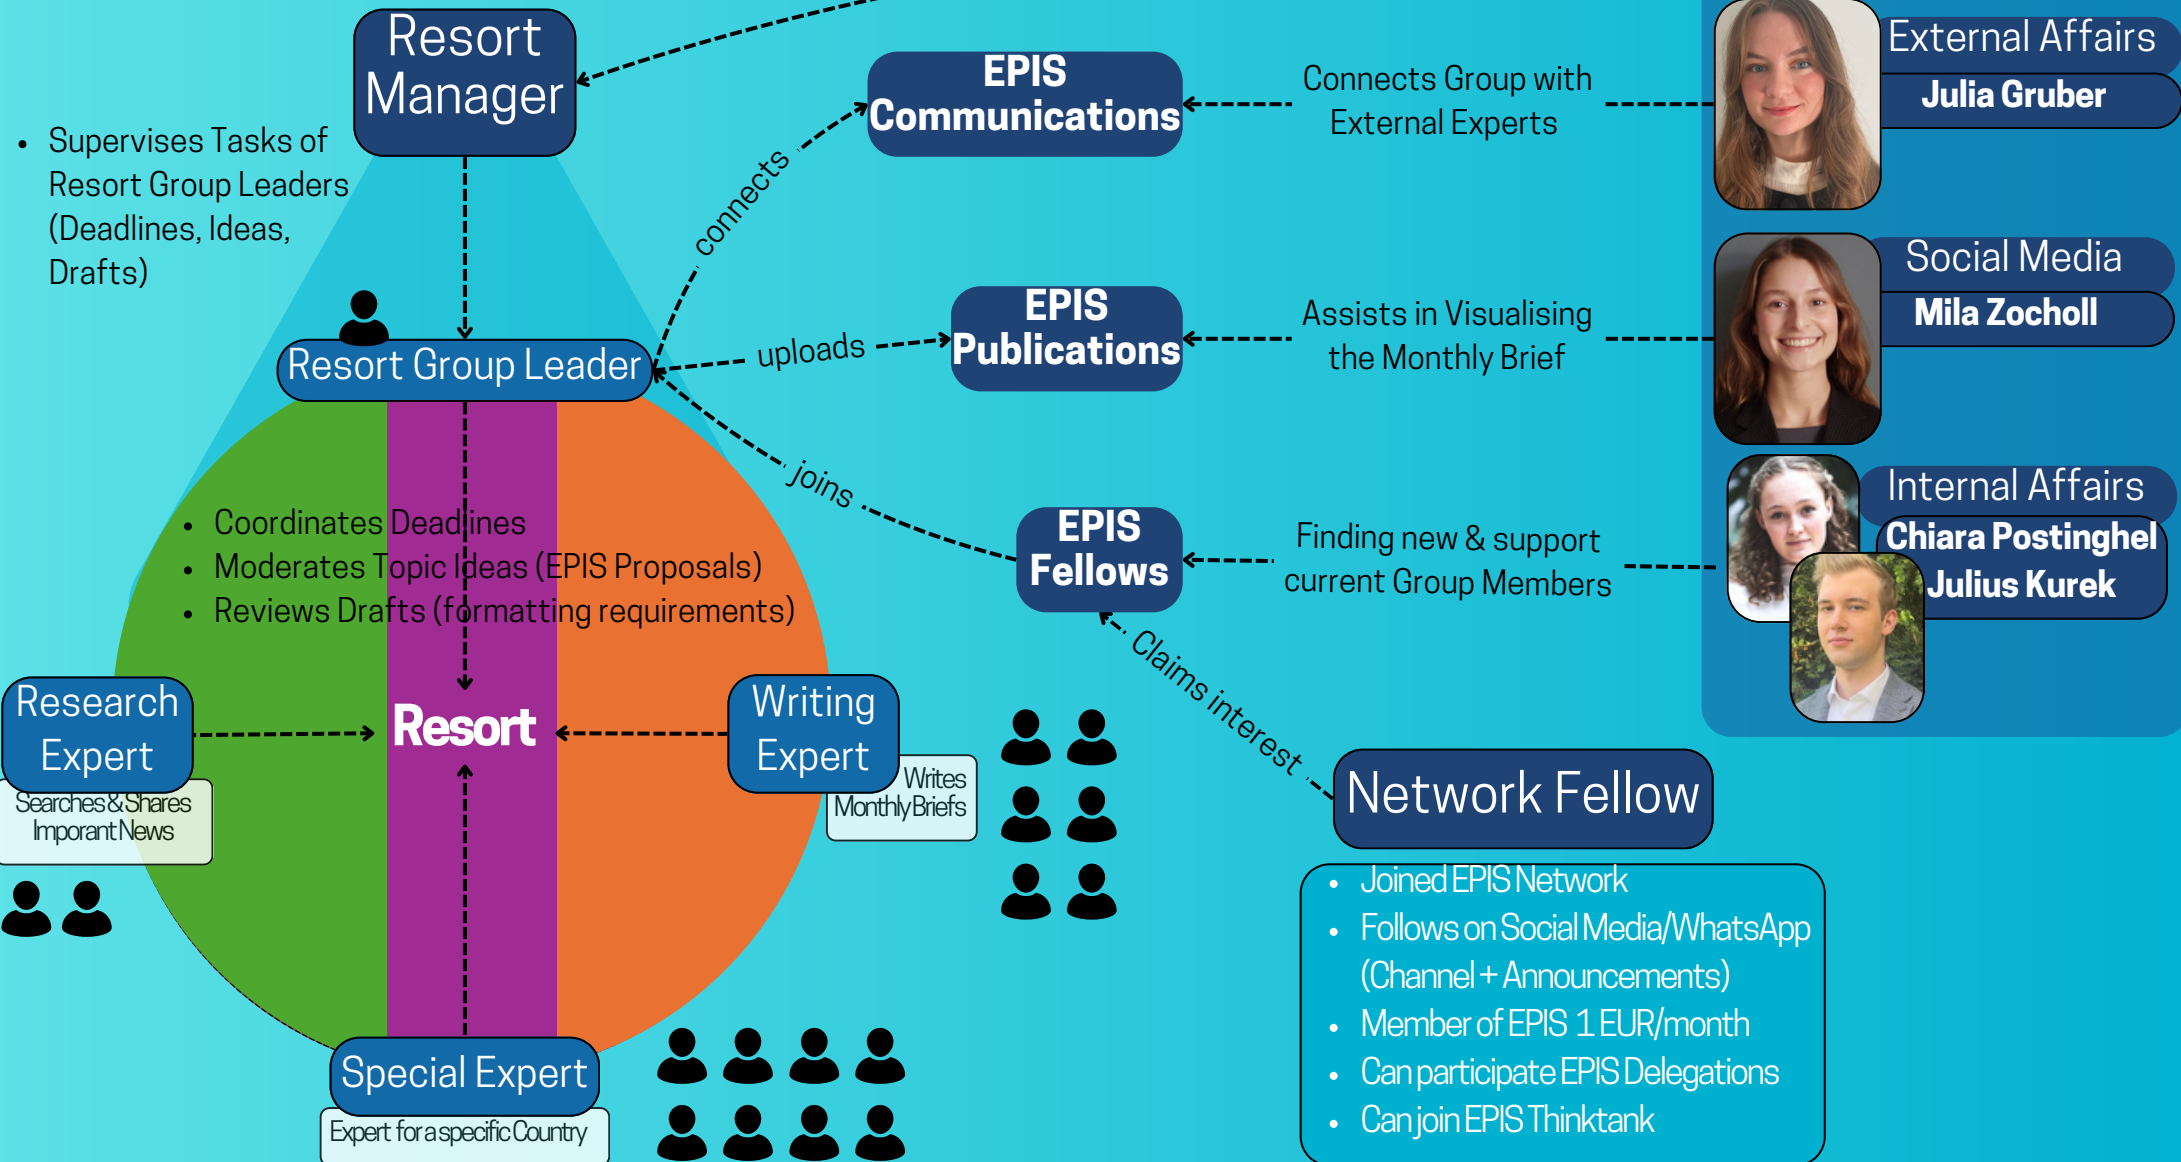 Resort
Manager
• Supervises Tasks of
Resort Group Leaders
(Deadlines, Ideas,
Drafts)
Resort Group Leader
• Coordinates Deadlines
• Moderates Topic Ideas (EPIS Proposals)
• Reviews Drafts (formatting requirements)
Research
Expert
Searches & Shares
Imporant News
Resort
Writing
Expert
Writes
Monthly Briefs
Special Expert
Expert for a specific Country
connects
uploads
joins
EPIS
Communications
EPIS
Publications
EPIS
Fellows
Claims interest
Connects Group with
External Experts
Assists in Visualising
the Monthly Brief
Finding new & support
current Group Members
External Affairs
Julia Gruber
Social Media
Mila Zocholl
Internal Affairs
Chiara Postinghel
Julius Kurek
Network Fellow
• Joined EPIS Network
• Follows on Social Media/WhatsApp
(Channel + Announcements)
• Member of EPIS 1 EUR/month
• Can participate EPIS Delegations
• Can join EPIS Thinktank